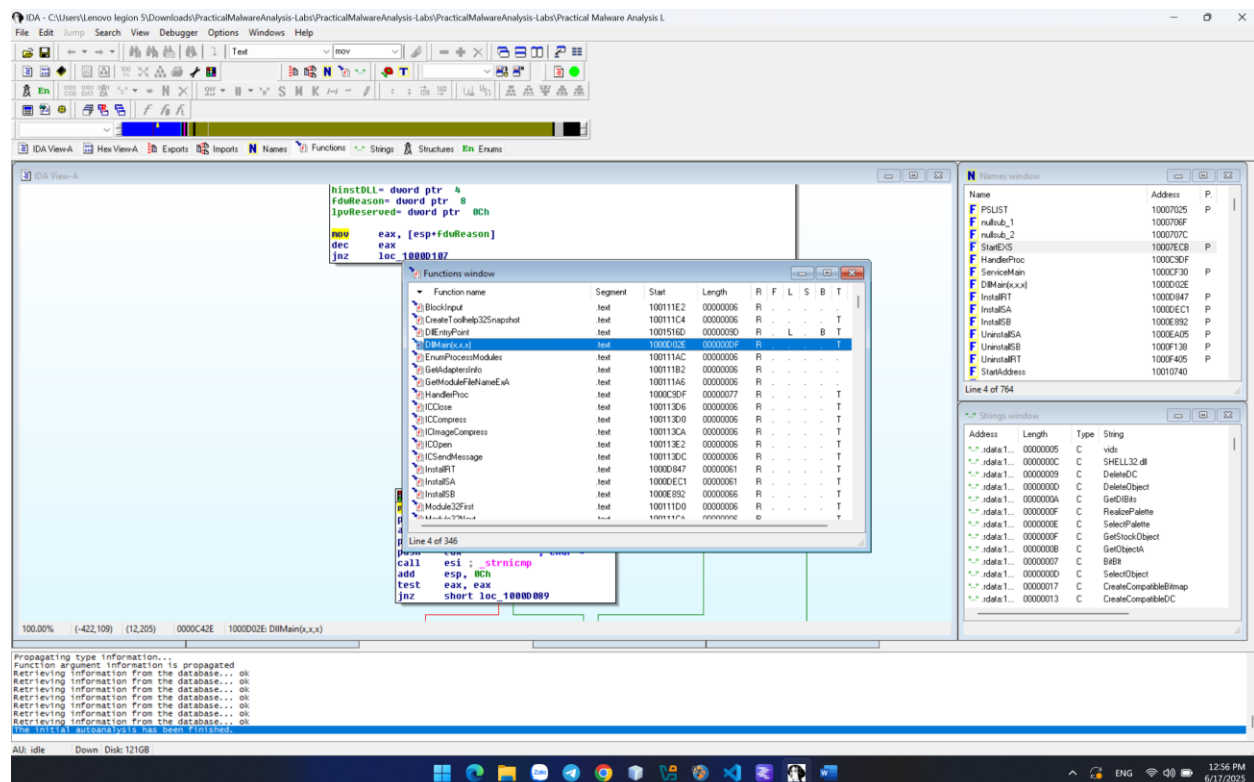 IDA - C:\Users\Lenovo legion 5\Downloads\PracticalMalwareAnalysis-Labs\PracticalMalwareAnalysis-Labs\PracticalMalwareAnalysis-Labs\Practical Malware Analysis L
File Edit Jump Search View Debugger Options Windows Help
Text mov
En
IDA View-A Hex View-A Exports Imports N Names Functions Strings Structures En Enums
IDA View-A
hinstDLL= dword ptr 4
fdwReason= dword ptr 8
lpvReserved= dword ptr 0Ch
mov eax, [esp+fdwReason]
dec eax
jnz loc_1000D107
Functions window
Function name Segment Start Length R F L S B T
BlockInput .text 100111E2 00000006 R . . . . .
CreateToolhelp32Snapshot .text 100111C4 00000006 R . . . . T
DllEntryPoint .text 1001516D 0000009D R . L . B T
DllMain(x,x,x) .text 1000D02E 000000DF R . . . . T
EnumProcessModules .text 100111AC 00000006 R . . . . .
GetAdaptersInfo .text 100111B2 00000006 R . . . . .
GetModuleFileNameExA .text 100111A6 00000006 R . . . . .
HandlerProc .text 1000C9DF 00000077 R . . . . T
ICClose .text 100113D6 00000006 R . . . . T
ICCompress .text 100113D0 00000006 R . . . . T
ICImageCompress .text 100113CA 00000006 R . . . . T
ICOpen .text 100113E2 00000006 R . . . . T
ICSendMessage .text 100113DC 00000006 R . . . . T
InstallRT .text 1000D847 00000061 R . . . . T
InstallSA .text 1000DEC1 00000061 R . . . . T
InstallSB .text 1000E892 00000066 R . . . . T
Module32First .text 100111D0 00000006 R . . . . T
Module32Next .text 100111CA 00000006 R . . . . T
Line 4 of 346
call esi ; _strnicmp
add esp, 0Ch
test eax, eax
jnz short loc_1000D089
100.00% (-422,109) (12,205) 0000C42E 1000D02E: DllMain(x,x,x)
N Names window
Name Address P.
F PSLIST 10007025 P
F nullsub_1 1000706F
F nullsub_2 1000707C
F StartEXS 10007ECB P
F HandlerProc 1000C9DF
F ServiceMain 1000CF30 P
F DllMain(x,x,x) 1000D02E
F InstallRT 1000D847 P
F InstallSA 1000DEC1 P
F InstallSB 1000E892 P
F UninstallSA 1000EA05 P
F UninstallSB 1000F138 P
F UninstallRT 1000F405 P
F StartAddress 10010740
Line 4 of 764
Strings window
Address Length Type String
.rdata:1... 00000005 C vids
.rdata:1... 0000000C C SHELL32.dll
.rdata:1... 00000009 C DeleteDC
.rdata:1... 0000000D C DeleteObject
.rdata:1... 0000000A C GetDIBits
.rdata:1... 0000000F C RealizePalette
.rdata:1... 0000000E C SelectPalette
.rdata:1... 0000000F C GetStockObject
.rdata:1... 0000000B C GetObjectA
.rdata:1... 00000007 C BitBlt
.rdata:1... 0000000D C SelectObject
.rdata:1... 00000017 C CreateCompatibleBitmap
.rdata:1... 00000013 C CreateCompatibleDC
Propagating type information...
Function argument information is propagated
Retrieving information from the database... ok
Retrieving information from the database... ok
Retrieving information from the database... ok
Retrieving information from the database... ok
Retrieving information from the database... ok
Retrieving information from the database... ok
Retrieving information from the database... ok
The initial autoanalysis has been finished.
AU: idle Down Disk: 121GB
Zalo
ENG
12:56 PM
6/17/2025